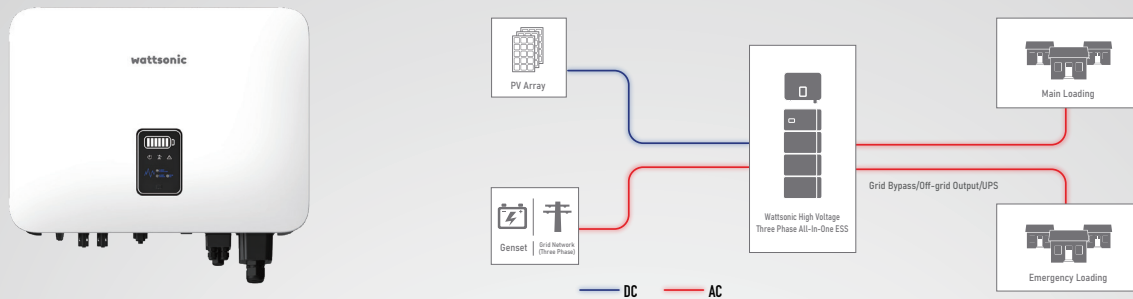 wattsonic
PV Array
Genset
Grid Network
(Three Phase)
Wattsonic High Voltage
Three Phase All-In-One ESS
Main Loading
Grid Bypass/Off-grid Output/UPS
Emergency Loading
DC
AC